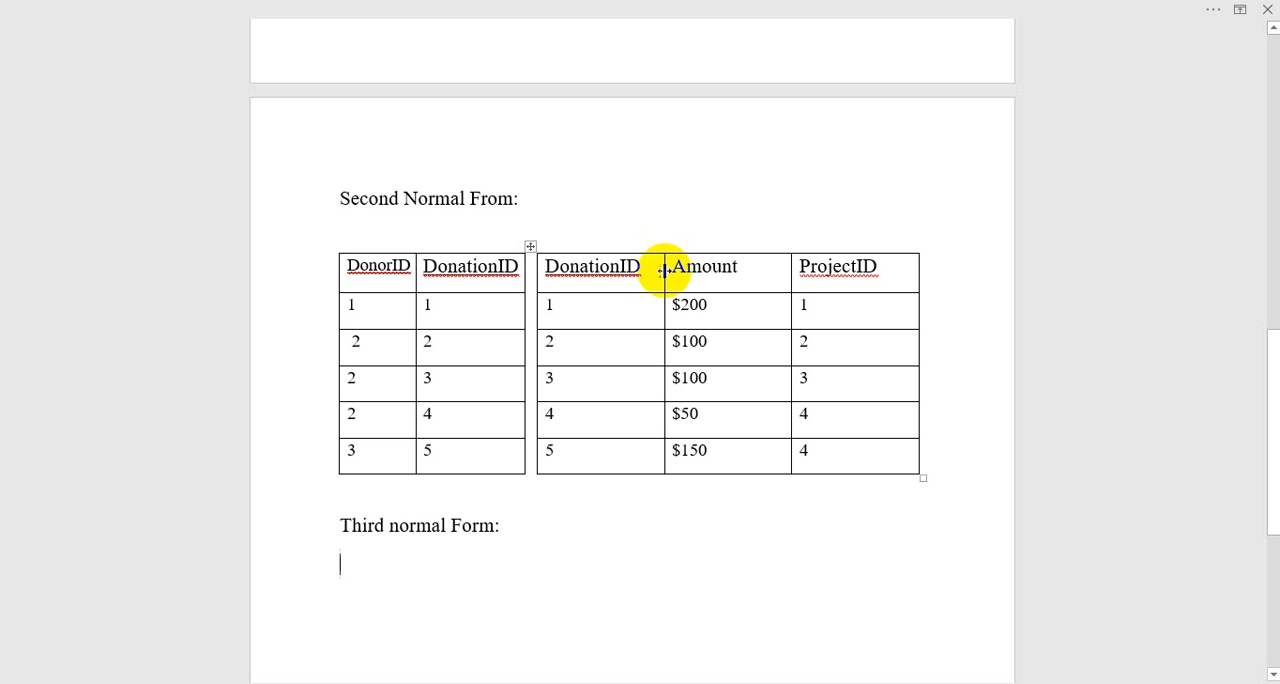 Second Normal From:
DonorID DonationID DonationID Amount ProjectID
1 1 1 $200 1
2 2 2 $100 2
2 3 3 $100 3
2 4 4 $50 4
3 5 5 $150 4
Third normal Form: